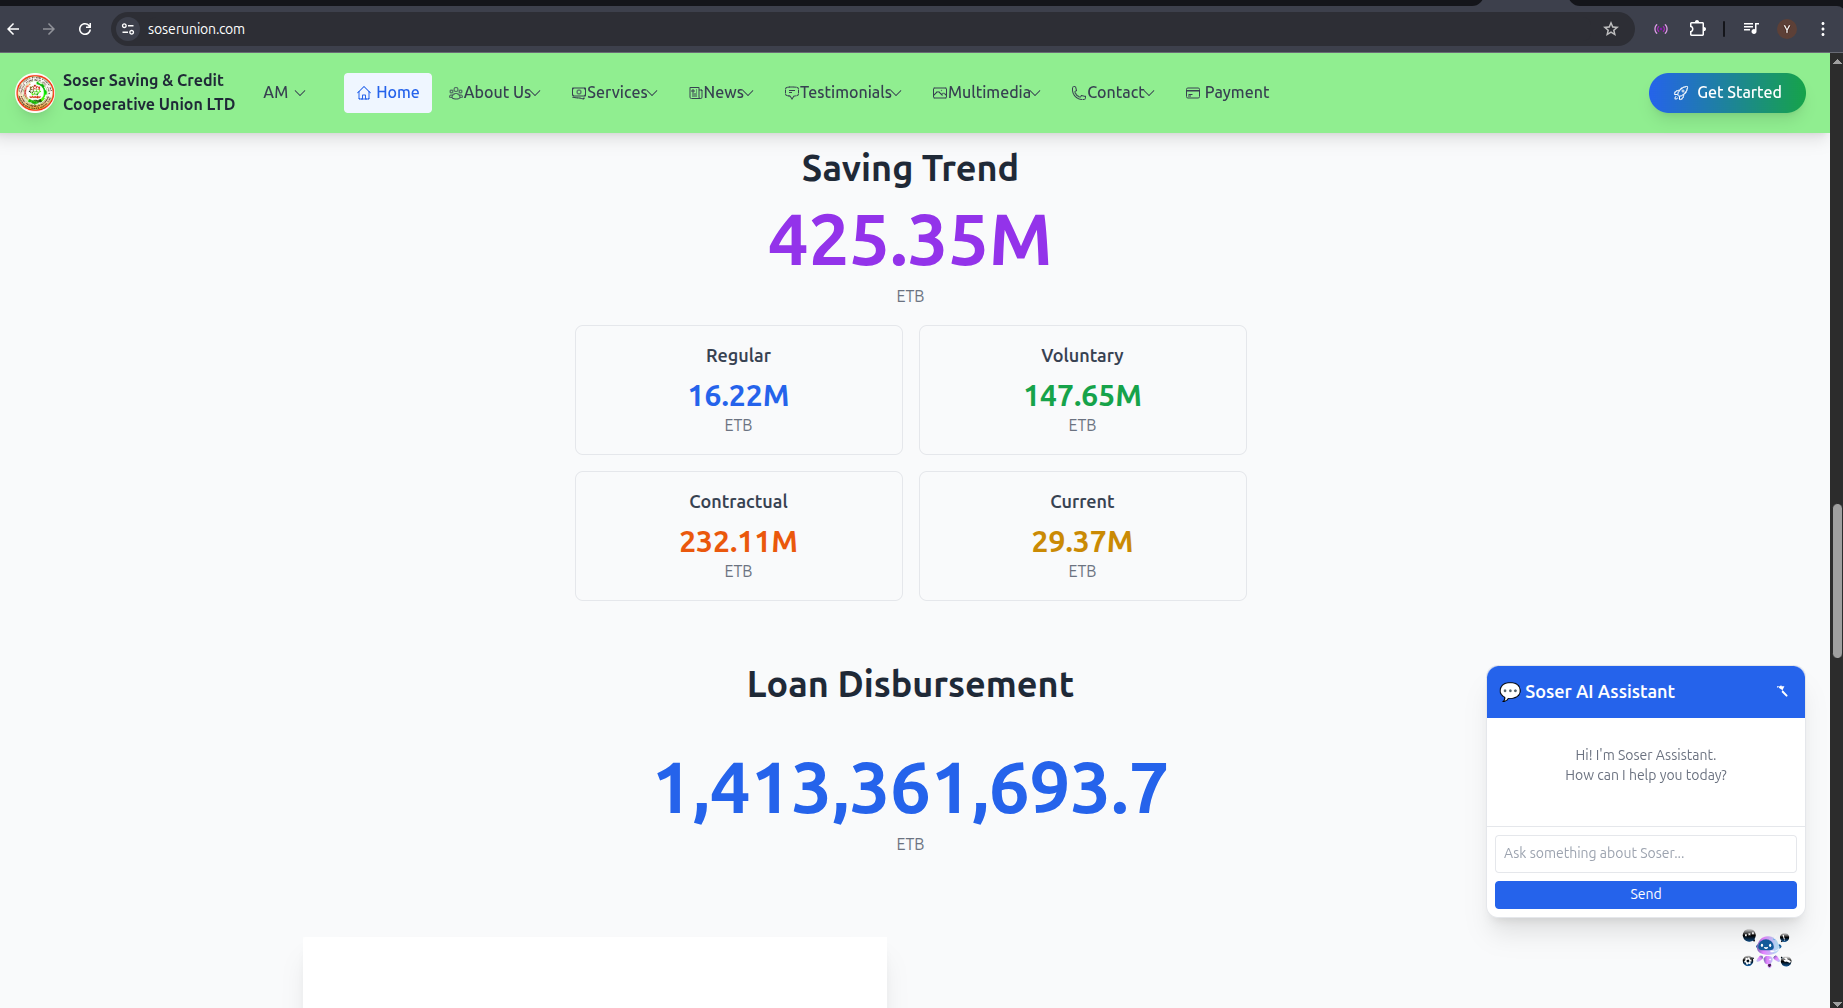 soserunion.com
Y
Soser Saving & Credit
Cooperative Union LTD
AM
Home
About Us
Services
News
Testimonials
Multimedia
Contact
Payment
Get Started
Saving Trend
425.35M
ETB
Regular
16.22M
ETB
Voluntary
147.65M
ETB
Contractual
232.11M
ETB
Current
29.37M
ETB
Loan Disbursement
1,413,361,693.7
ETB
Soser AI Assistant
Hi! I'm Soser Assistant.
How can I help you today?
Ask something about Soser...
Send